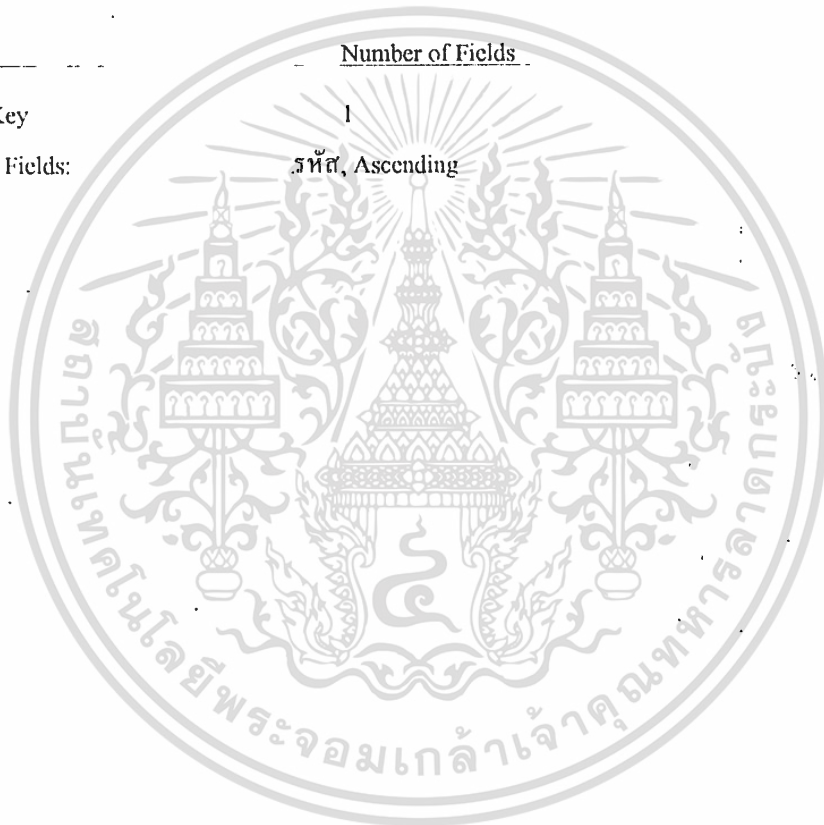 Number of Fields
Key 1
Fields: รหัส, Ascending
สถาบันเทคโนโลยีพระจอมเกล้าเจ้าคุณทหารลาดกระบัง